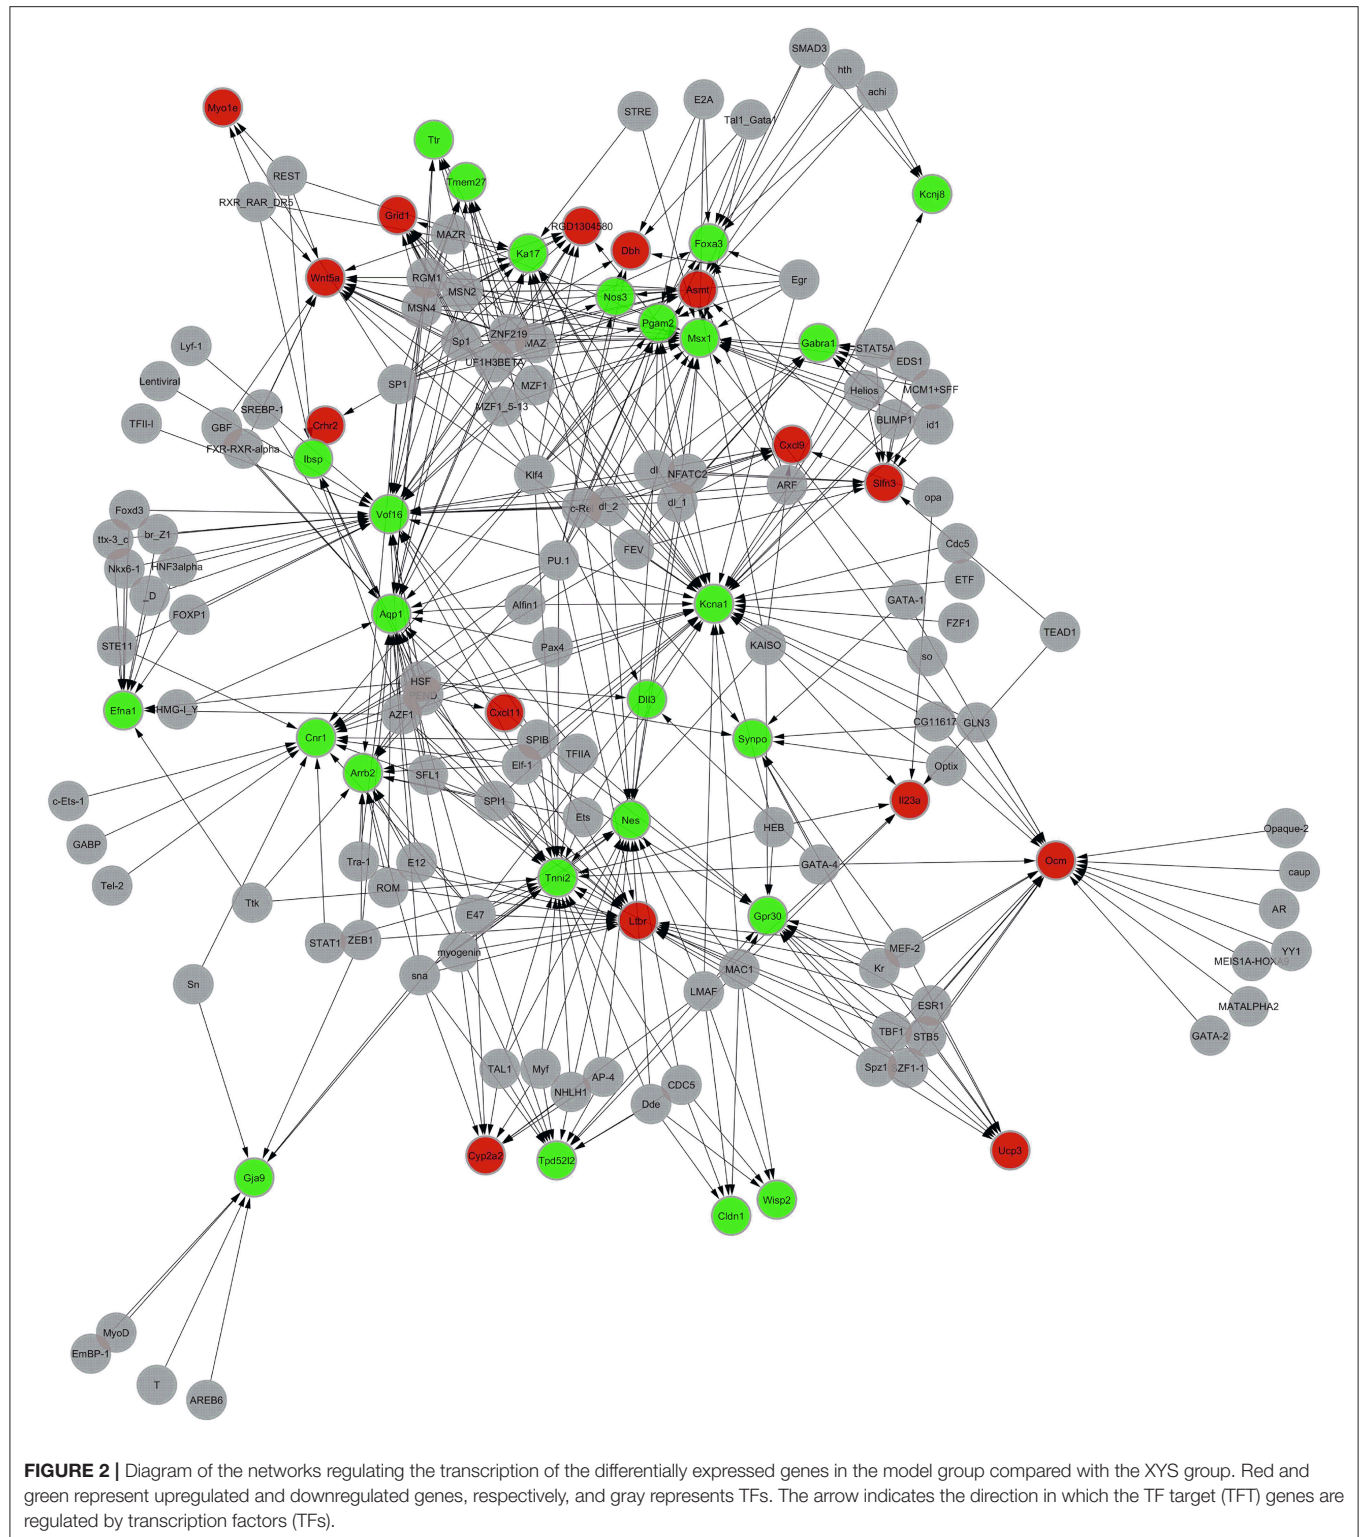 SMAD3
hth
achi
E2A
STRE
Tal1_Gata1
Myo1e
Ttr
Tmem27
Kcnj8
REST
RXR_RAR_DR5
Grid1
MAZR
RGD1304580
Ka17
Dbh
Foxa3
Wnt5a
RGM1
MSN2
MSN4
Nos3
Asmt
Egr
Pgam2
Msx1
Gabra1
STAT5A
EDS1
Lyf-1
Sp1
ZNF219
MAZ
UF1H3BETA
Lentiviral
SP1
MZF1
MZF1_5-13
Helios
MCM1+SFF
BLIMP1
id1
TFII-I
GBF
SREBP-1
Crhr2
FXR-RXR-alpha
Ibsp
Cxcl9
Klf4
dl
NFATC2
ARF
Slfn3
opa
Foxd3
ttx-3_c
br_Z1
Vof16
c-Rel
dl_2
dl_1
Nkx6-1
HNF3alpha
_D
FOXP1
PU.1
FEV
Cdc5
ETF
GATA-1
FZF1
Aqp1
Alfin1
Kcna1
TEAD1
STE11
Pax4
KAISO
so
HSF
AZF1
Efna1
HMG-I_Y
Cxcl11
Dll3
CG11617
GLN3
Cnr1
SPIB
TFIIA
Synpo
Arrb2
SFL1
Elf-1
Optix
c-Ets-1
SPI1
Ets
Nes
HEB
Il23a
GABP
Opaque-2
Tra-1
E12
ROM
Tnni2
GATA-4
Ocm
caup
Tel-2
Ttk
E47
Ltbr
Gpr30
AR
STAT1
ZEB1
myogenin
MEF-2
YY1
MEIS1A-HOXA9
Sn
sna
MAC1
LMAF
Kr
ESR1
MATALPHA2
TBF1
STB5
GATA-2
TAL1
Myf
NHLH1
AP-4
CDC5
Dde
Spz1
Cyp2a2
Tpd52l2
Ucp3
Gja9
Cldn1
Wisp2
MyoD
EmBP-1
T
AREB6
FIGURE 2 | Diagram of the networks regulating the transcription of the differentially expressed genes in the model group compared with the XYS group. Red and
green represent upregulated and downregulated genes, respectively, and gray represents TFs. The arrow indicates the direction in which the TF target (TFT) genes are
regulated by transcription factors (TFs).